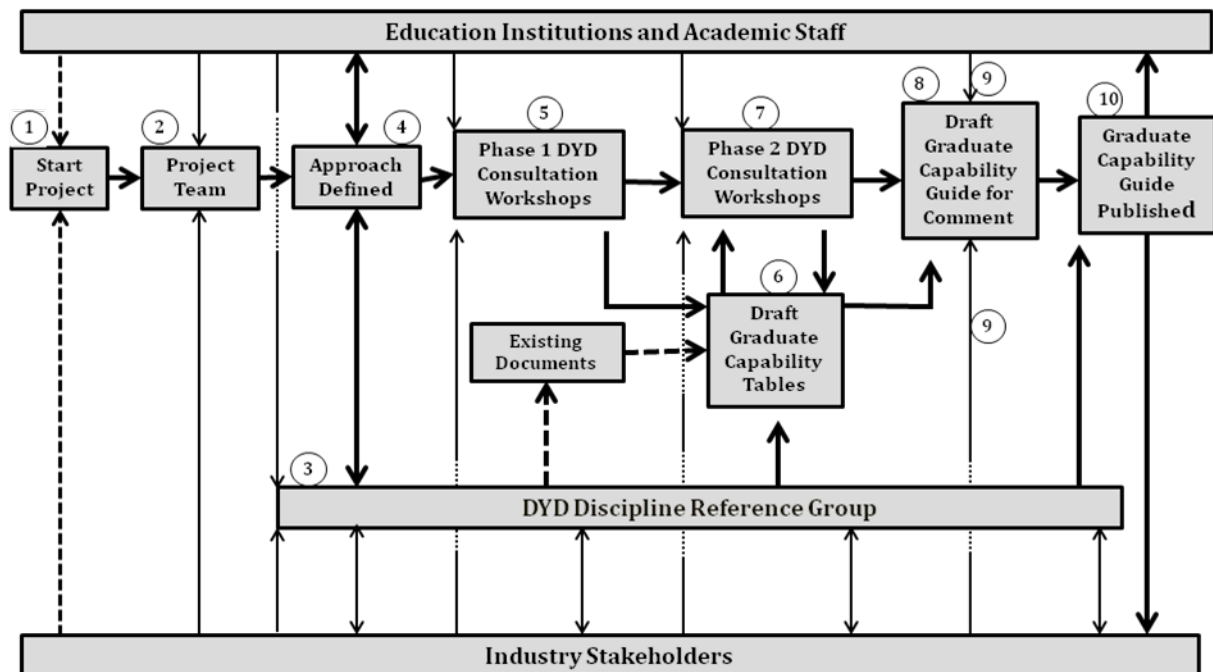 Education Institutions and Academic Staff
1
2
4
5
7
8
9
10
Start
Project
Project
Team
Approach
Defined
Phase 1 DYD
Consultation
Workshops
Phase 2 DYD
Consultation
Workshops
Draft
Graduate
Capability
Guide for
Comment
Graduate
Capability
Guide
Published
6
Existing
Documents
Draft
Graduate
Capability
Tables
9
3
DYD Discipline Reference Group
Industry Stakeholders